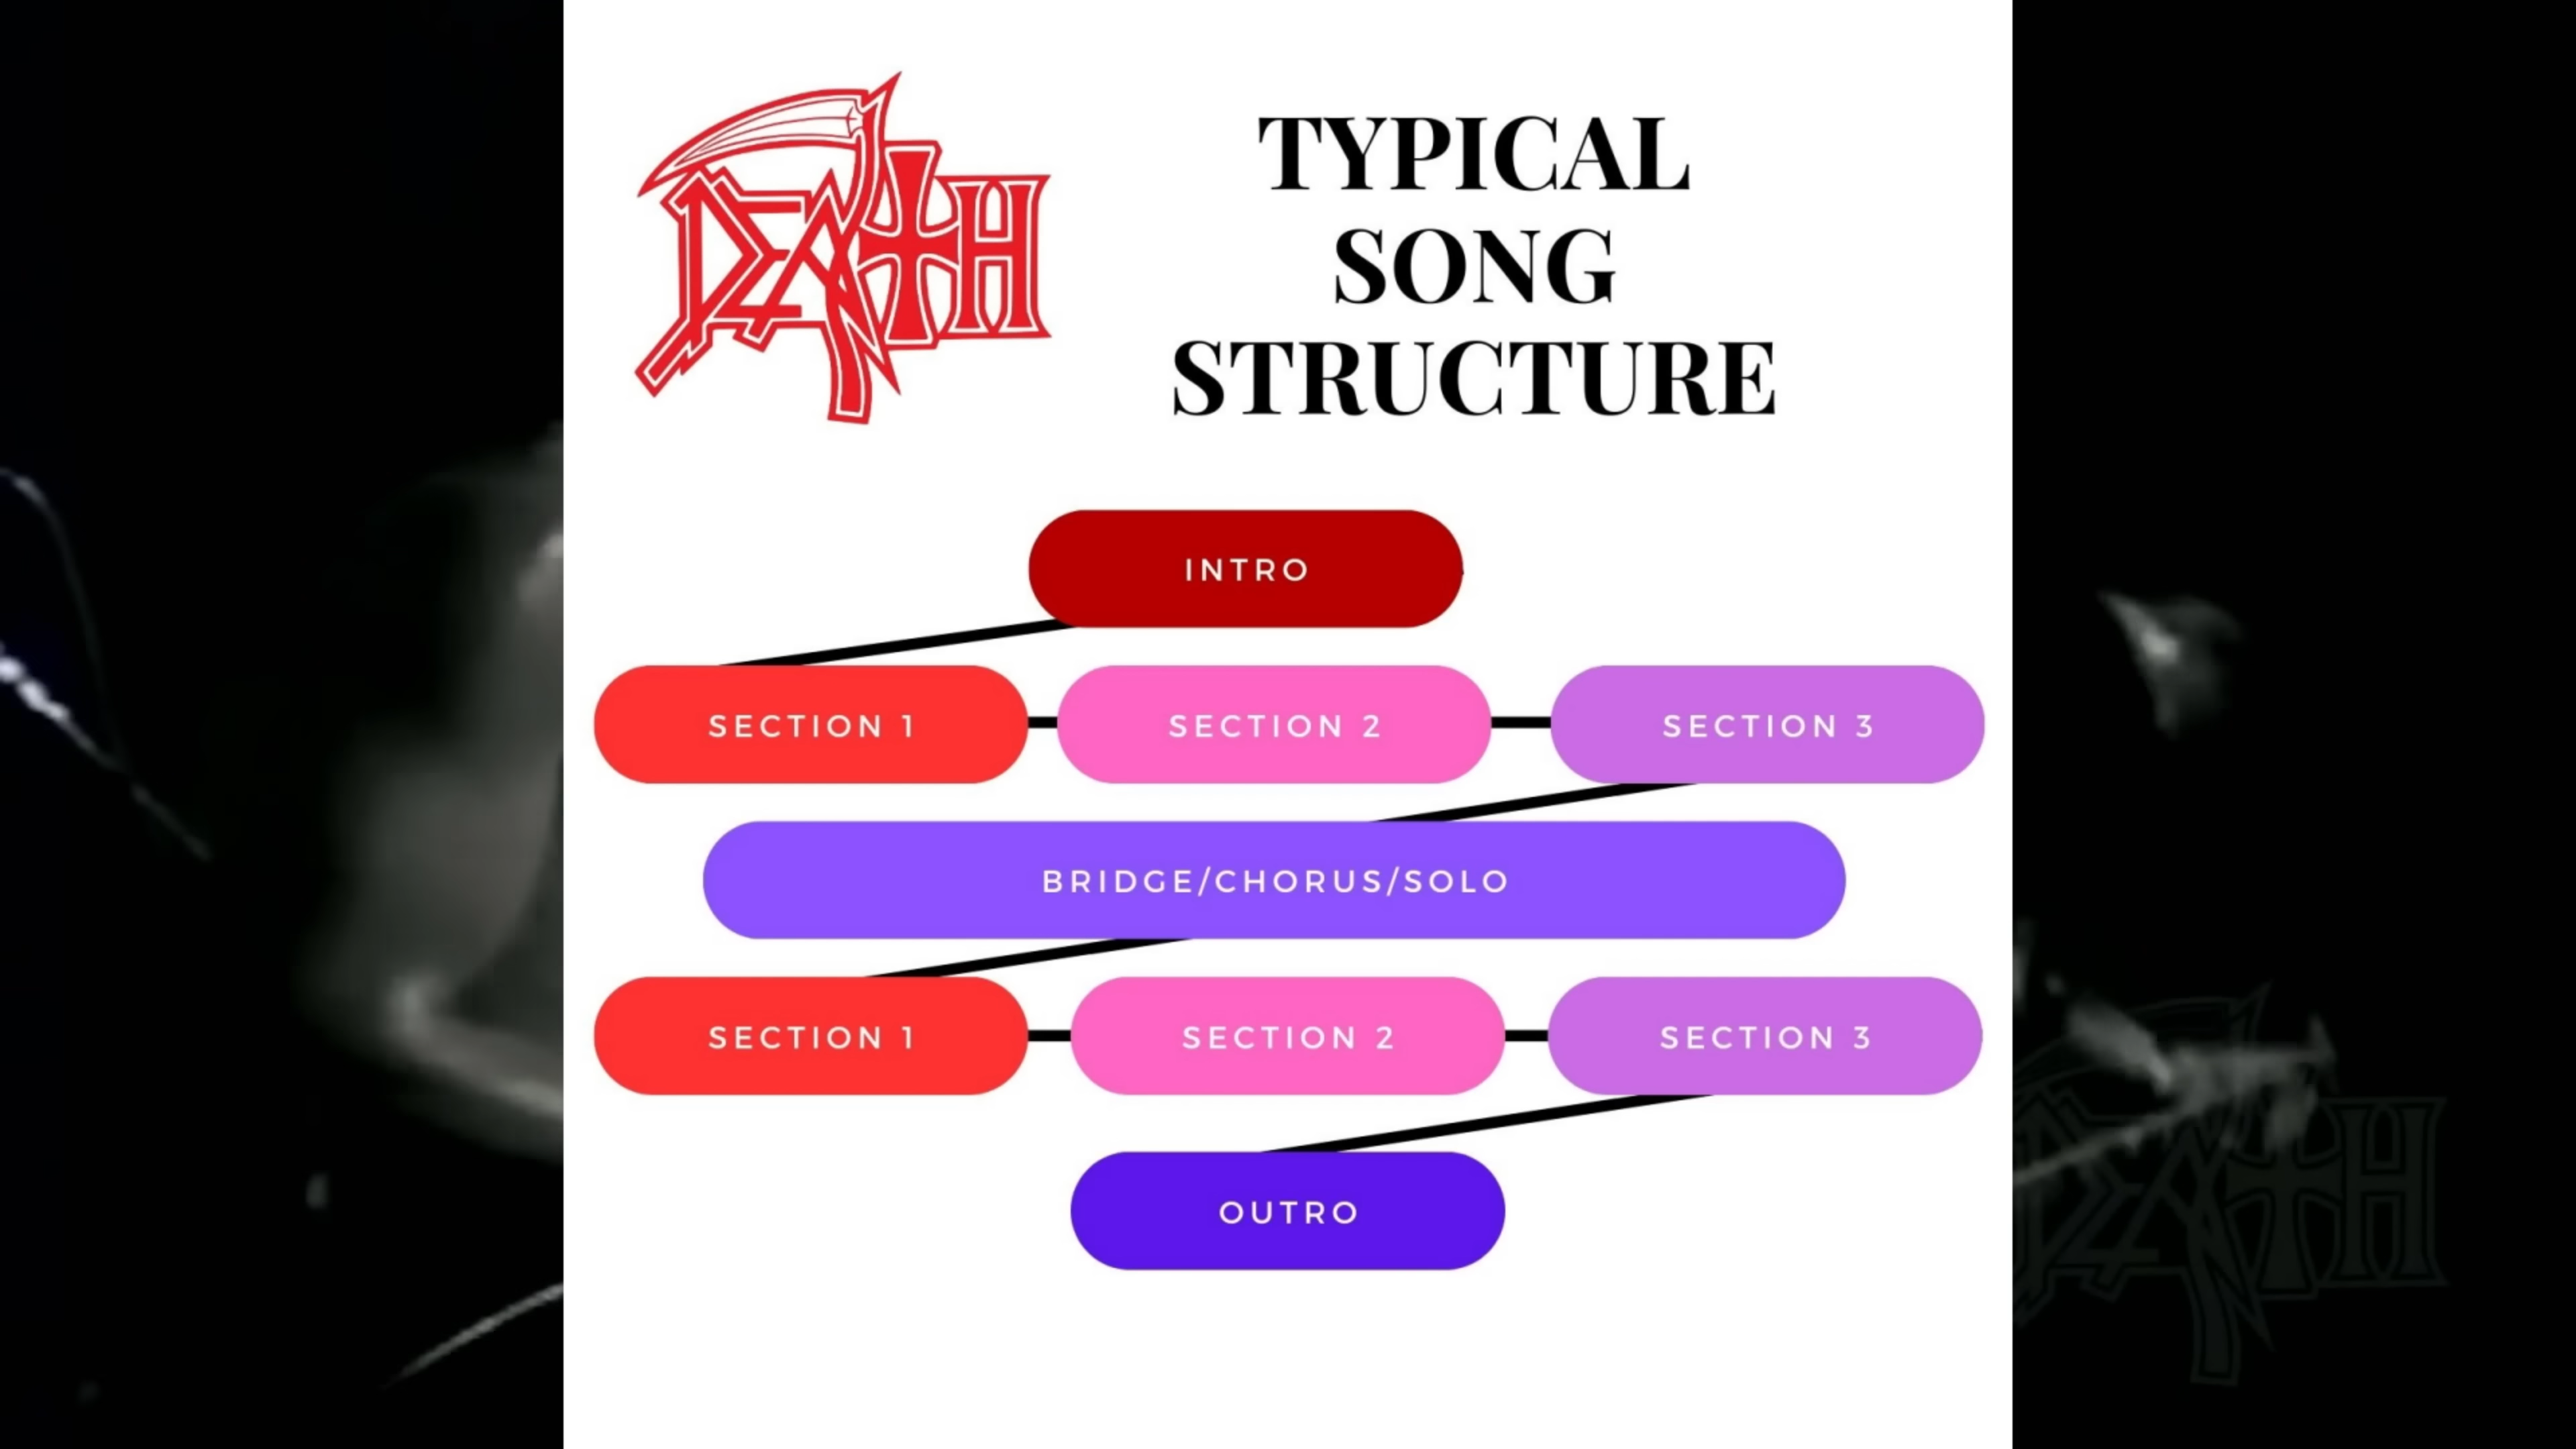 DEATH
TYPICAL
SONG
STRUCTURE
INTRO
SECTION 1
SECTION 2
SECTION 3
BRIDGE/CHORUS/SOLO
SECTION 1
SECTION 2
SECTION 3
OUTRO
DEATH